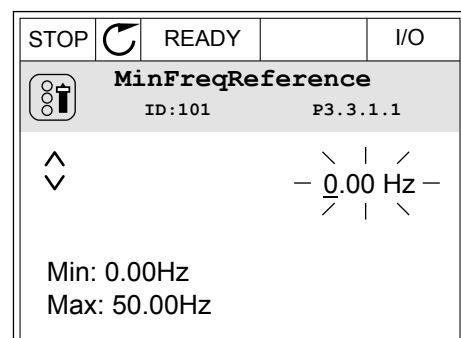 STOP READY I/O
MinFreqReference
ID:101 P3.3.1.1
0.00 Hz
Min: 0.00Hz
Max: 50.00Hz